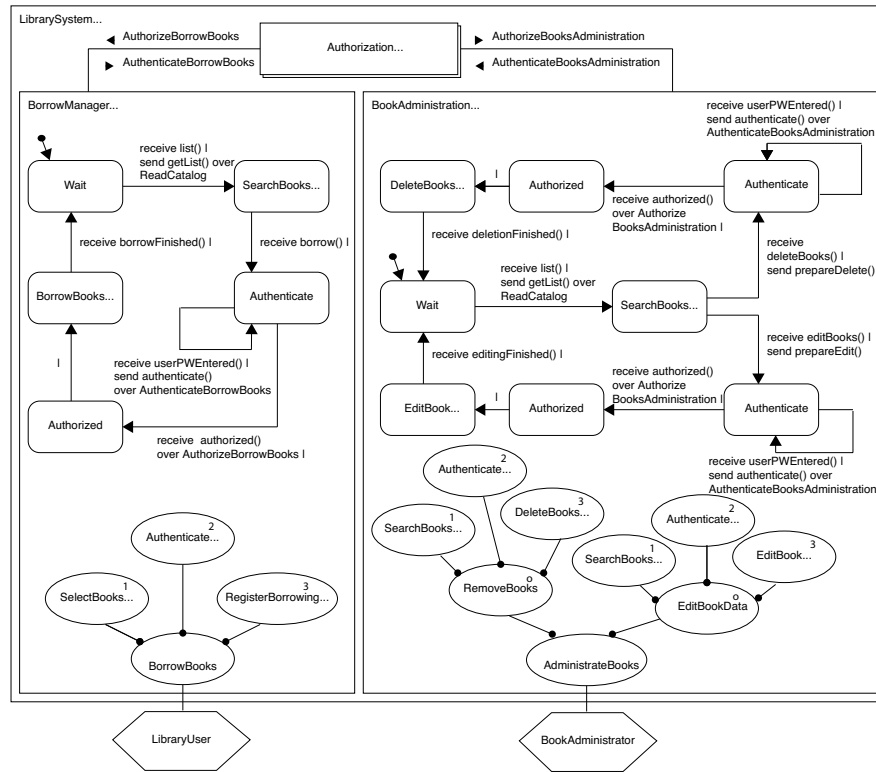 LibrarySystem...
AuthorizeBorrowBooks
AuthenticateBorrowBooks
Authorization...
AuthorizeBooksAdministration
AuthenticateBooksAdministration
BorrowManager...
Wait
receive list() |
send getList() over
ReadCatalog
SearchBooks...
receive borrowFinished() |
receive borrow() |
BorrowBooks...
Authenticate
|
receive userPWEntered() |
send authenticate()
over AuthenticateBorrowBooks
Authorized
receive authorized()
over AuthorizeBorrowBooks |
2
Authenticate...
1
SelectBooks...
3
RegisterBorrowing...
BorrowBooks
LibraryUser
BookAdministration...
receive userPWEntered() |
send authenticate() over
AuthenticateBooksAdministration
DeleteBooks...
|
Authorized
Authenticate
receive authorized()
over Authorize
BooksAdministration |
receive deletionFinished() |
receive
deleteBooks() |
send prepareDelete()
Wait
receive list() |
send getList() over
ReadCatalog
SearchBooks...
receive editingFinished() |
receive editBooks() |
send prepareEdit()
receive authorized()
over Authorize
BooksAdministration |
EditBook...
|
Authorized
Authenticate
receive userPWEntered() |
send authenticate() over
AuthenticateBooksAdministration
2
Authenticate...
1
SearchBooks...
3
DeleteBooks...
o
RemoveBooks
2
Authenticate...
1
SearchBooks...
3
EditBook...
o
EditBookData
AdministrateBooks
BookAdministrator